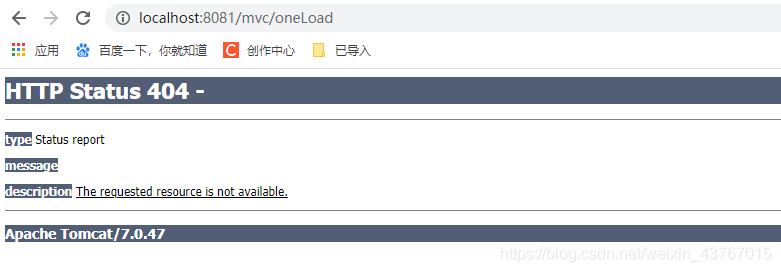 localhost:8081/mvc/oneLoad
应用 百度一下，你就知道 创作中心 已导入
HTTP Status 404 -
type Status report
message
description The requested resource is not available.
Apache Tomcat/7.0.47
https://blog.csdn.net/weixin_43767015